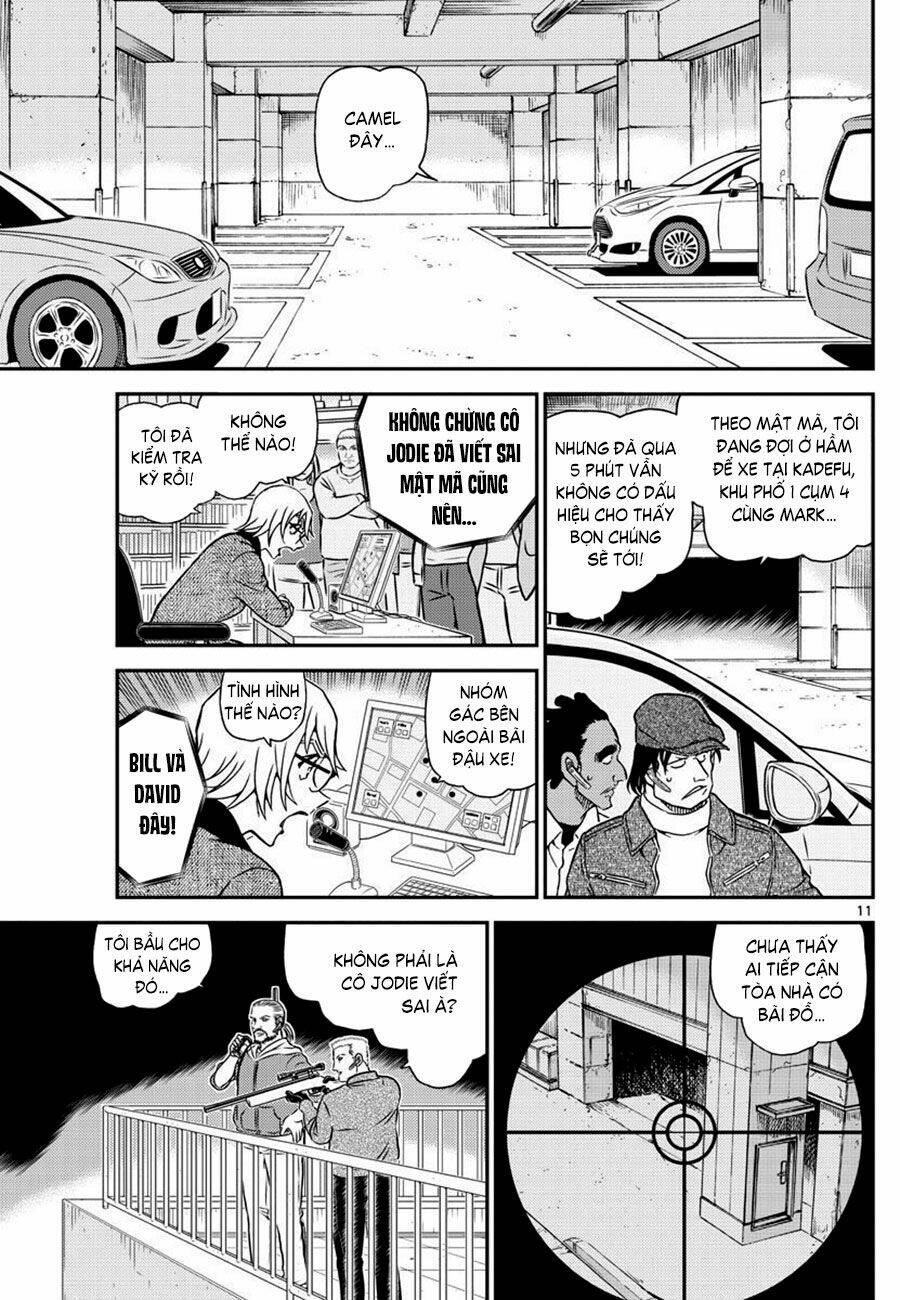 CAMEL
ĐÂY...
THEO MẬT MÃ, TÔI
ĐANG ĐỢI Ở HẦM
ĐỂ XE TẠI KADEFU,
KHU PHỐ 1 CỤM 4
CÙNG MARK...
NHƯNG ĐÃ QUA
5 PHÚT VẪN
KHÔNG CÓ DẤU
HIỆU CHO THẤY
BỌN CHÚNG
SẼ TỚI!
KHÔNG CHỪNG CÔ
JODIE ĐÃ VIẾT SAI
MẬT MÃ CŨNG
NÊN...
KHÔNG
THỂ NÀO!
TÔI ĐÃ
KIỂM TRA
KỸ RỒI!
NHÓM
GÁC BÊN
NGOÀI BÃI
ĐẬU XE!
TÌNH HÌNH
THẾ NÀO?
BILL VÀ
DAVID
ĐÂY!
11
CHƯA THẤY
AI TIẾP CẬN
TÒA NHÀ CÓ
BÃI ĐỖ...
KHÔNG PHẢI LÀ
CÔ JODIE VIẾT
SAI À?
TÔI BẦU CHO
KHẢ NĂNG
ĐÓ...